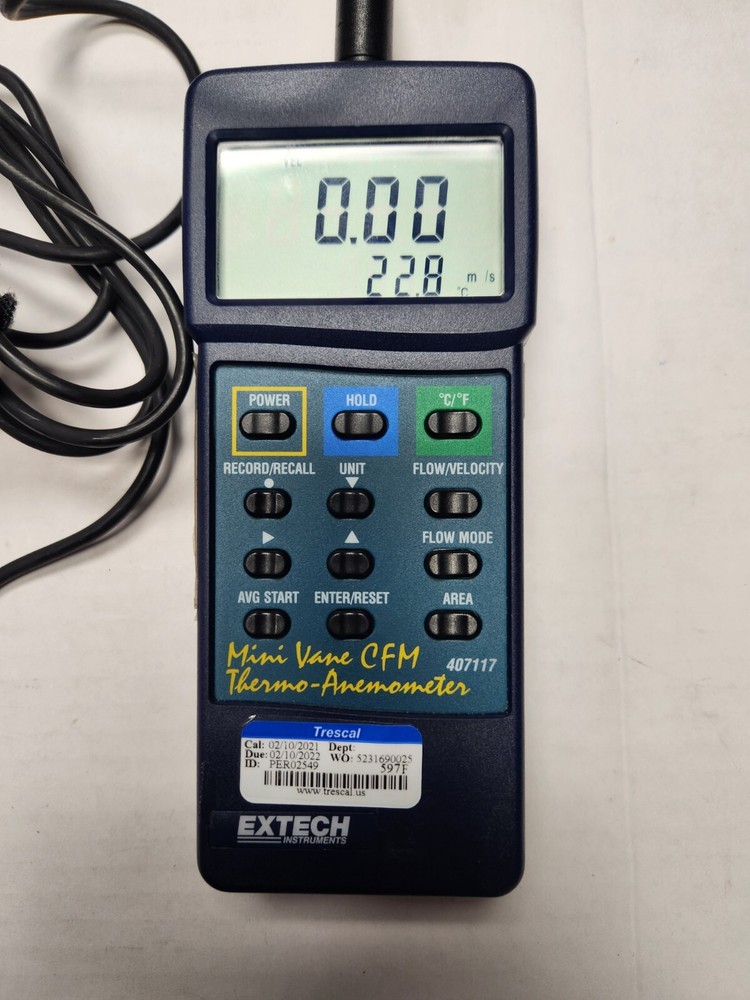 VEL
0.00
22.8 m/s
°C
POWER HOLD °C/°F
RECORD/RECALL UNIT FLOW/VELOCITY
FLOW MODE
AVG START ENTER/RESET AREA
Mini Vane CFM
Thermo-Anemometer 407117
Trescal
Cal: 02/10/2021 Dept:
Due: 02/10/2022 WO: 5231690025
ID: PER02549 597F
www.trescal.us
EXTECH
INSTRUMENTS